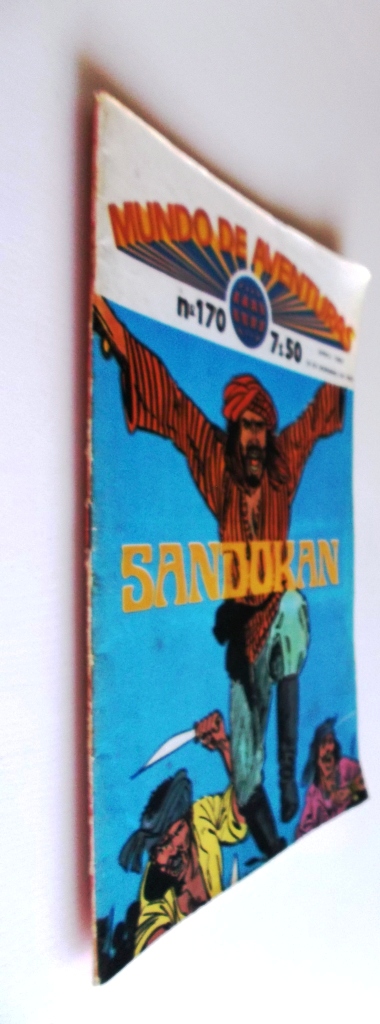 MUNDO DE AVENTURAS
nº170
7$50
SANDOKAN